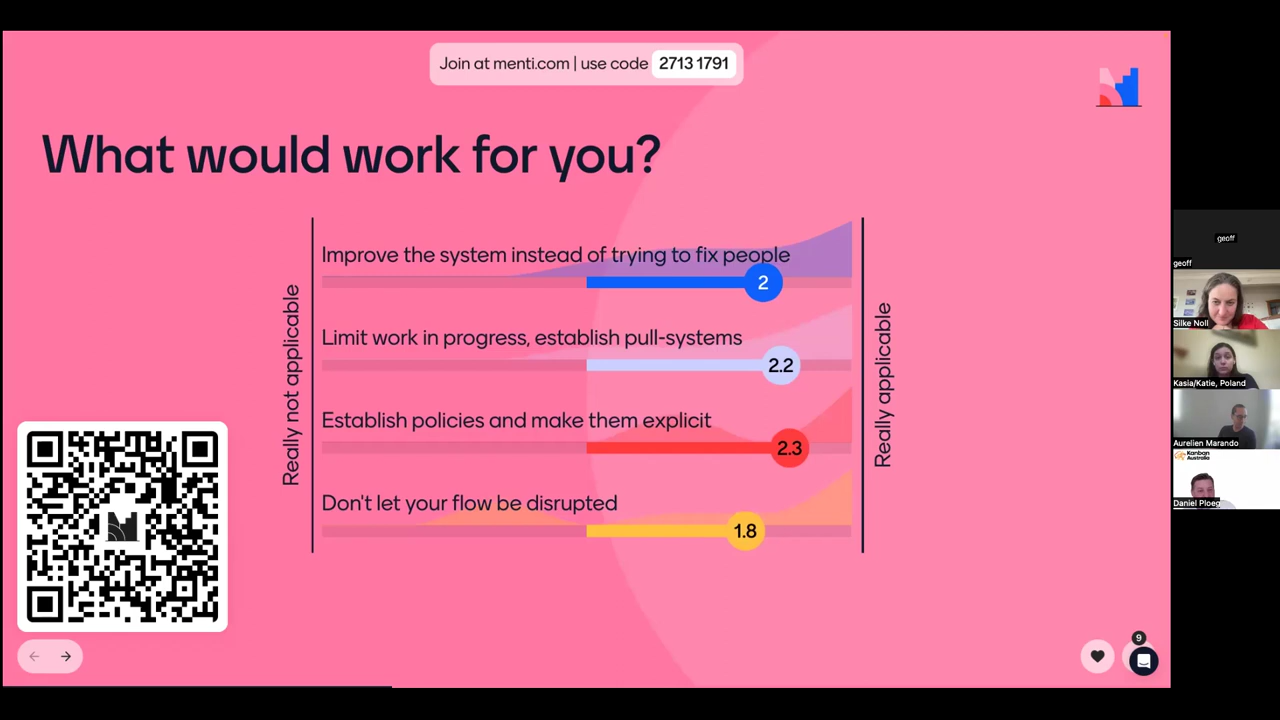 Join at menti.com | use code 2713 1791
What would work for you?
Really not applicable
Improve the system instead of trying to fix people
2
Limit work in progress, establish pull-systems
2.2
Establish policies and make them explicit
2.3
Don't let your flow be disrupted
1.8
Really applicable
9
geoff
geoff
Silke Noll
Kasia/Katie, Poland
Aurelien Marando
Kanban
Australia
Daniel Ploeg